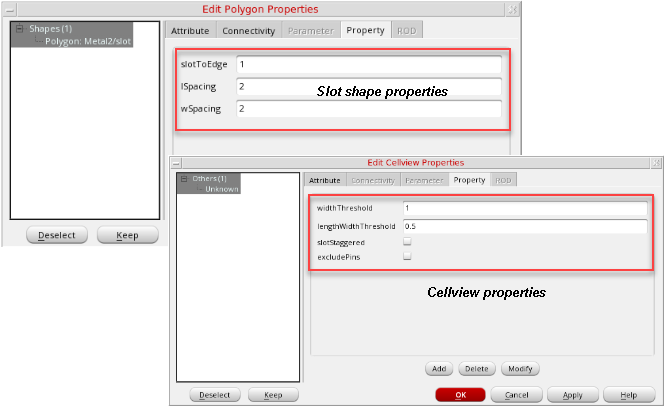 Edit Polygon Properties
Shapes (1)
Polygon: Metal2/slot
Attribute Connectivity Parameter Property ROD
slotToEdge 1
lSpacing 2
wSpacing 2
Slot shape properties
Deselect Keep
Edit Cellview Properties
Others (1)
Unknown
Attribute Connectivity Parameter Property ROD
widthThreshold 1
lengthWidthThreshold 0.5
slotStaggered
excludePins
Cellview properties
Add Delete Modify
Deselect Keep
OK Cancel Apply Help